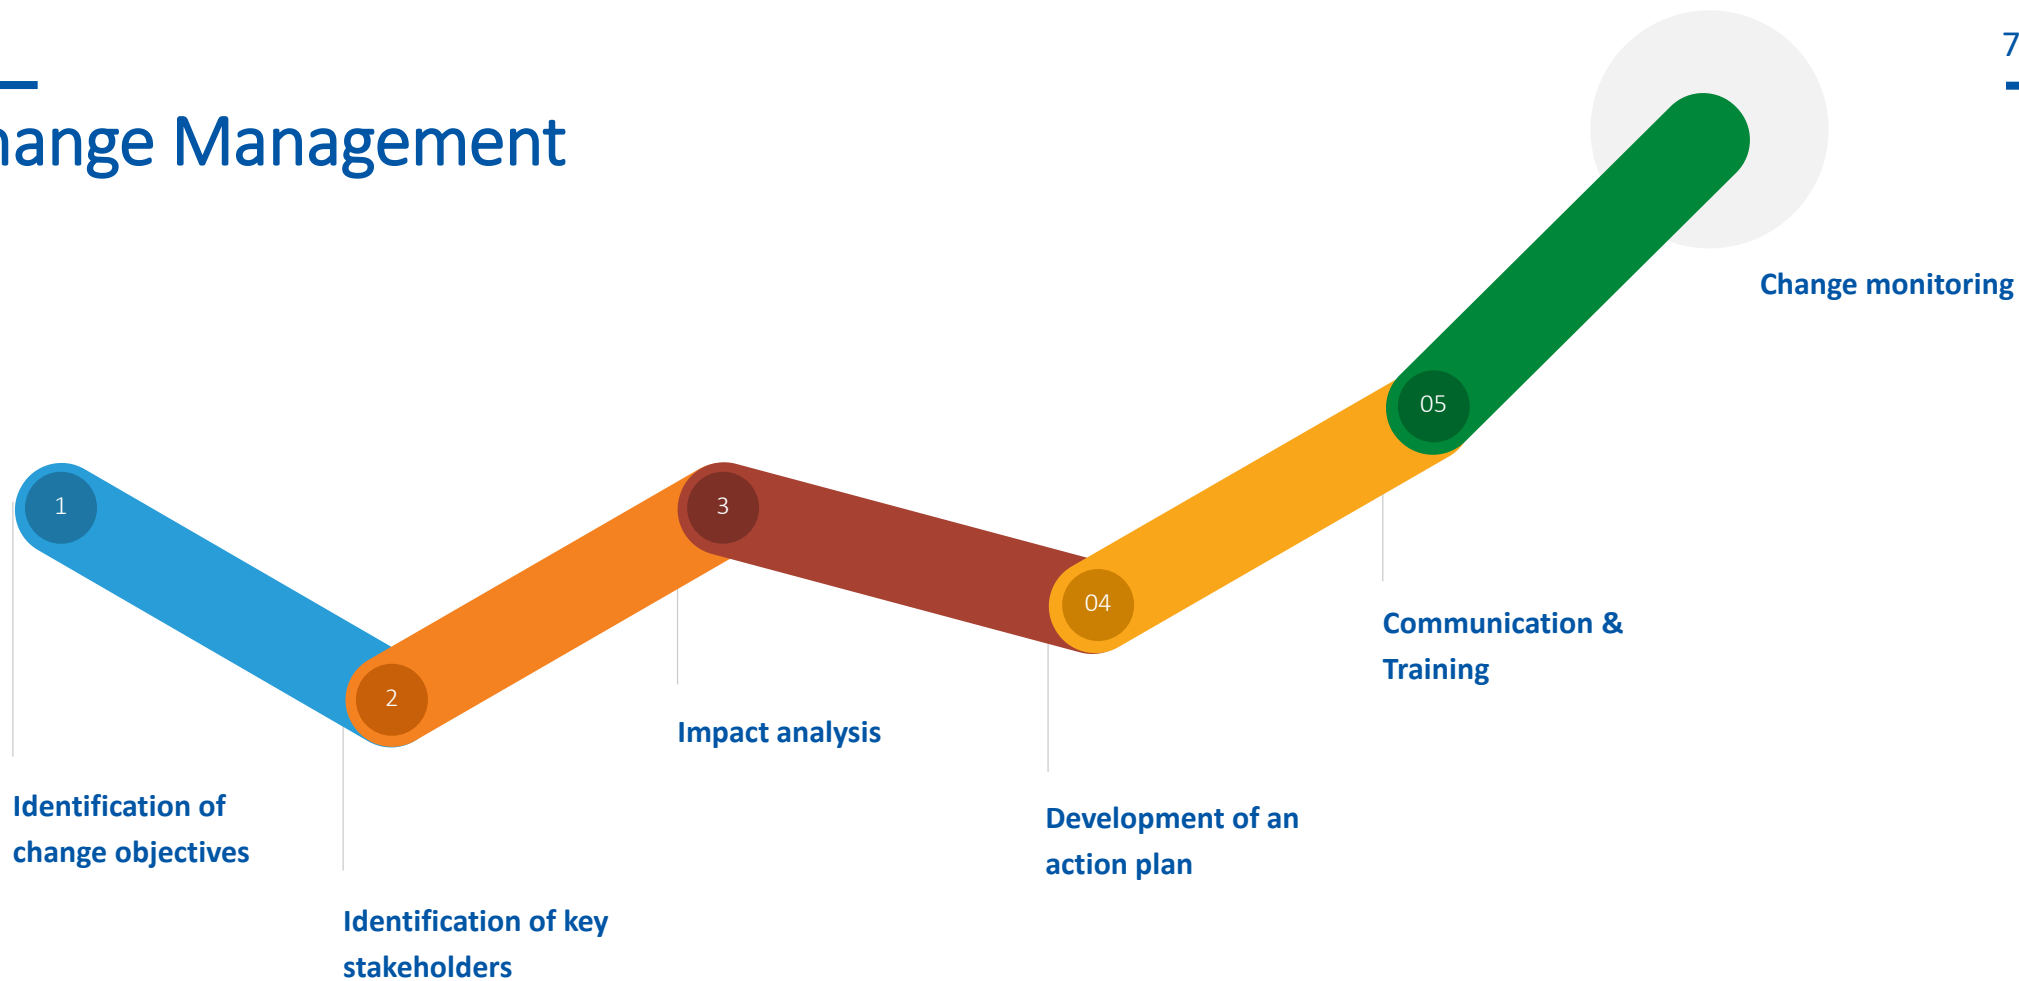 7
hange Management
Change monitoring
05
1
3
04
2
Communication &
Training
Impact analysis
Identification of
change objectives
Development of an
action plan
Identification of key
stakeholders